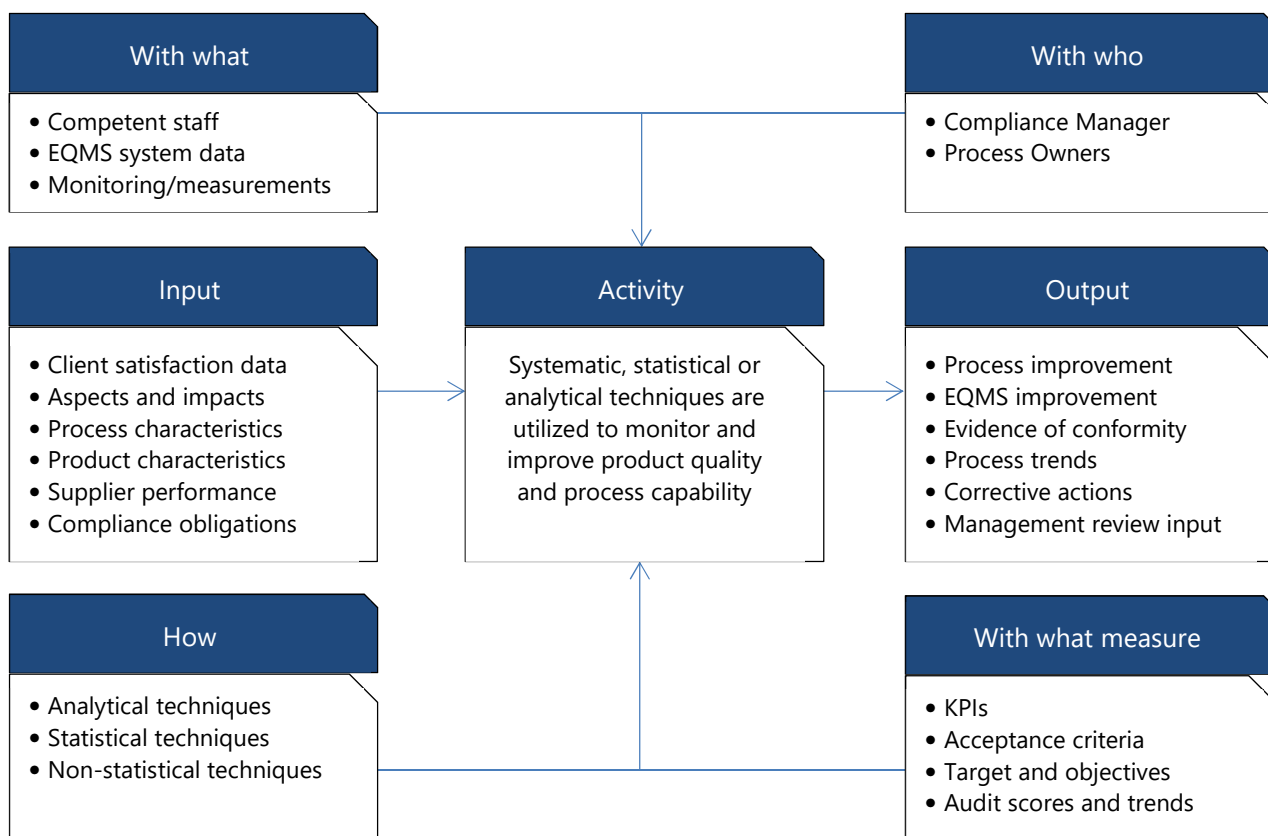 With what
• Competent staff
• EQMS system data
• Monitoring/measurements
With who
• Compliance Manager
• Process Owners
Input
• Client satisfaction data
• Aspects and impacts
• Process characteristics
• Product characteristics
• Supplier performance
• Compliance obligations
Activity
Systematic, statistical or
analytical techniques are
utilized to monitor and
improve product quality
and process capability
Output
• Process improvement
• EQMS improvement
• Evidence of conformity
• Process trends
• Corrective actions
• Management review input
How
• Analytical techniques
• Statistical techniques
• Non-statistical techniques
With what measure
• KPIs
• Acceptance criteria
• Target and objectives
• Audit scores and trends